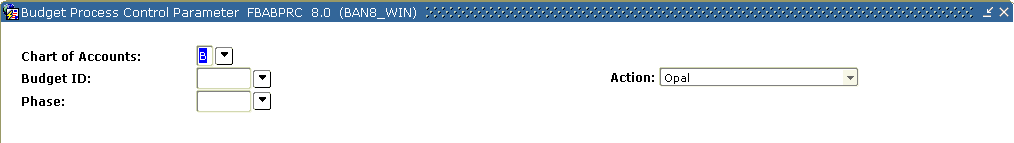 Budget Process Control Parameter FBABPRC 8.0 (BAN8_WIN)
Chart of Accounts: B
Budget ID:
Action: Opal
Phase: